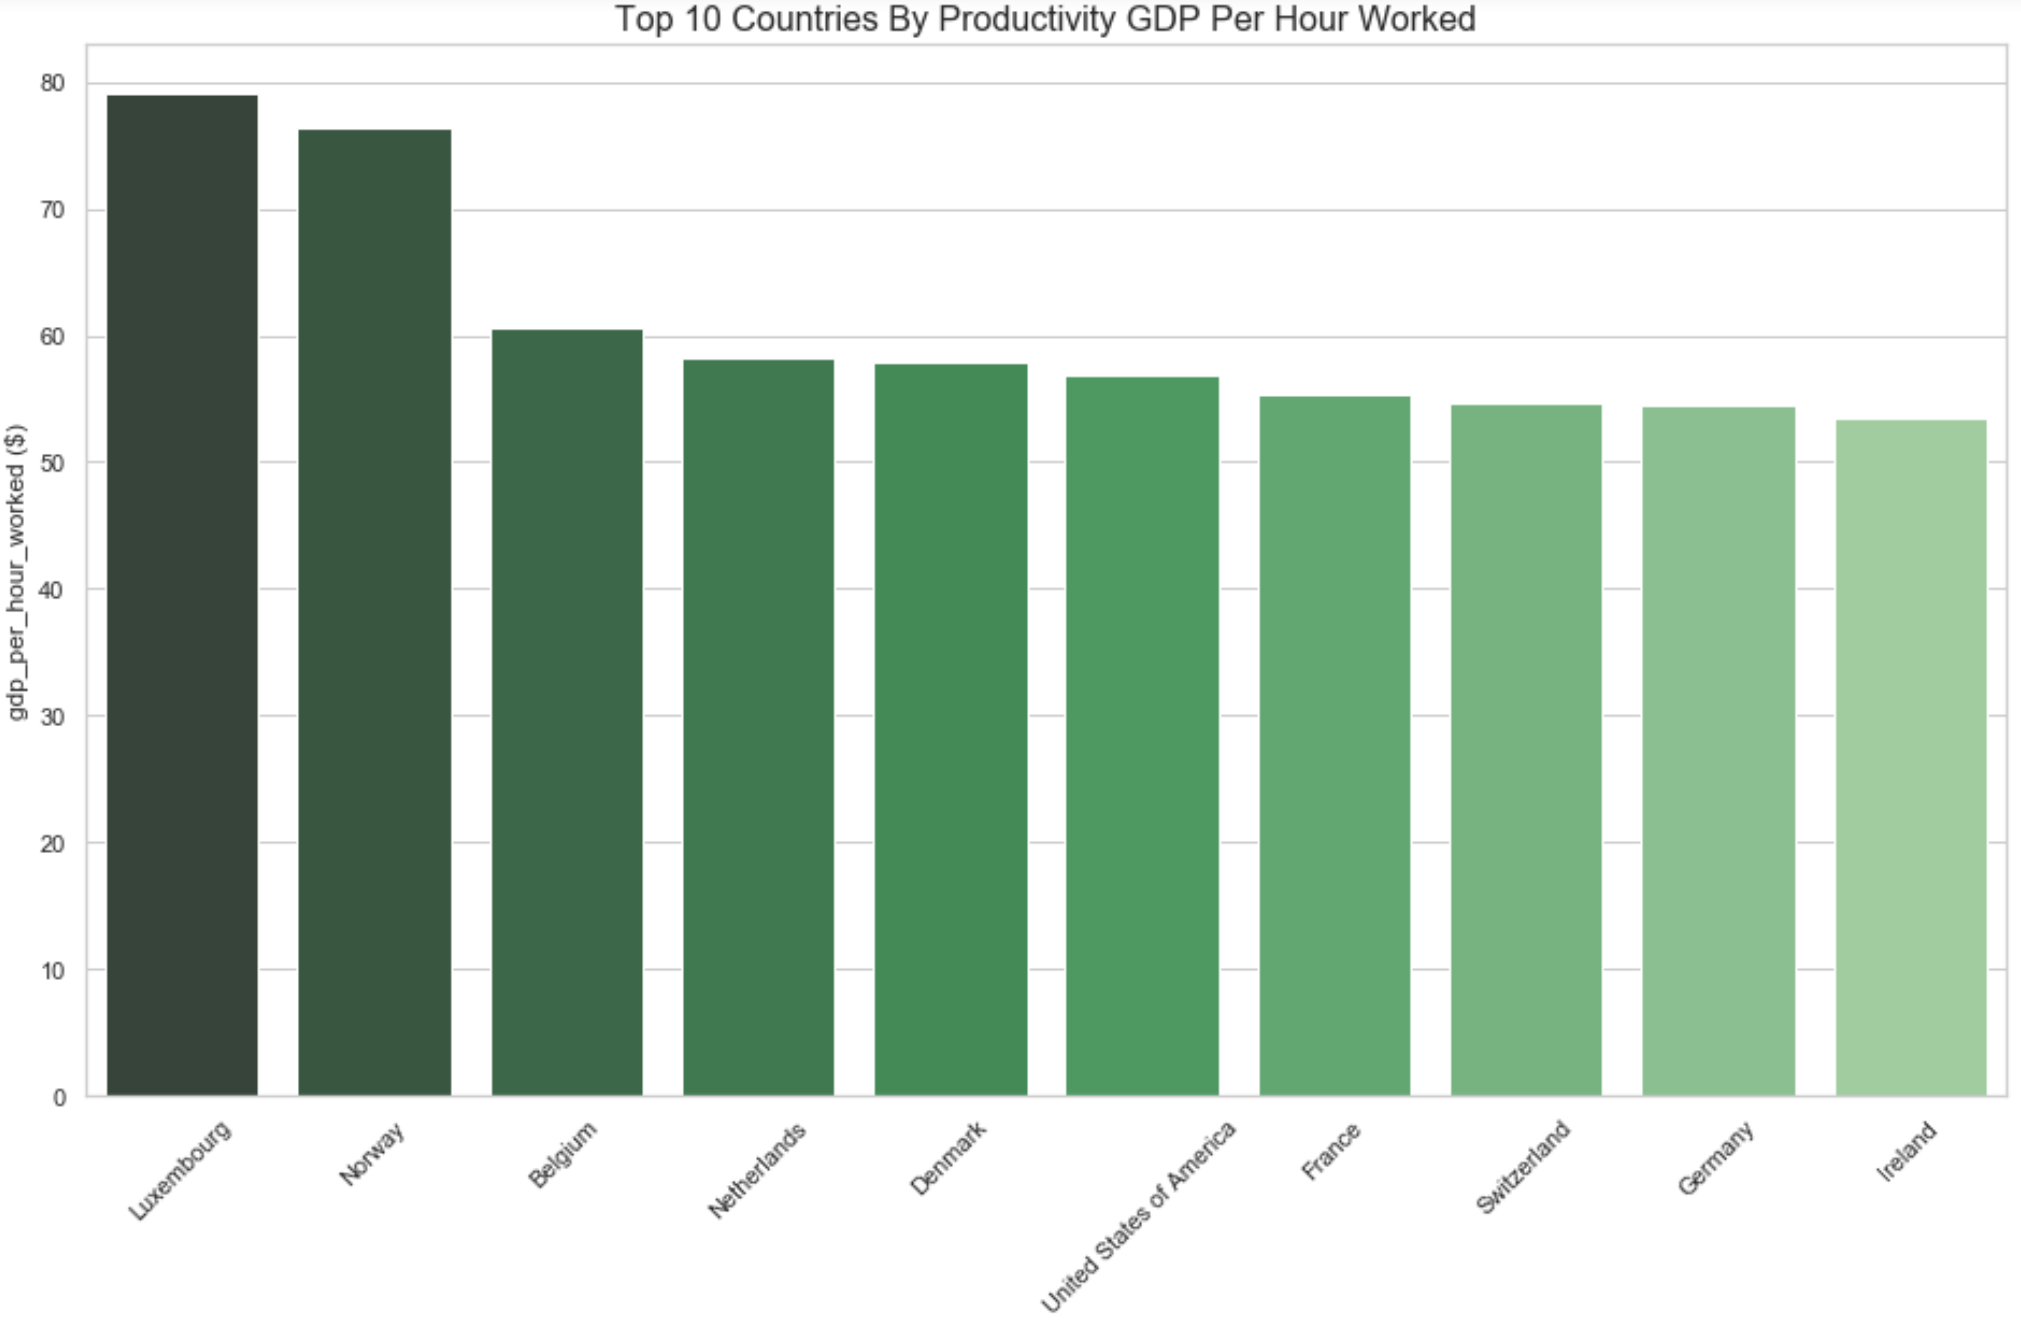 Top 10 Countries By Productivity GDP Per Hour Worked
gdp_per_hour_worked ($)
80
70
60
50
40
30
20
10
0
Luxembourg
Norway
Belgium
Netherlands
Denmark
United States of America
France
Switzerland
Germany
Ireland